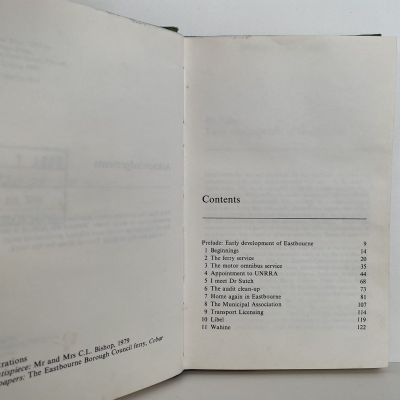 trations
tispiece: Mr and Mrs C.L. Bishop, 1979
papers: The Eastbourne Borough Council ferry, Cobar
Contents
Prelude: Early development of Eastbourne 9
1 Beginnings 14
2 The ferry service 20
3 The motor omnibus service 35
4 Appointment to UNRRA 44
5 I meet Dr Sutch 68
6 The audit clean-up 73
7 Home again in Eastbourne 81
8 The Municipal Association 107
9 Transport Licensing 114
10 Libel 119
11 Wahine 122